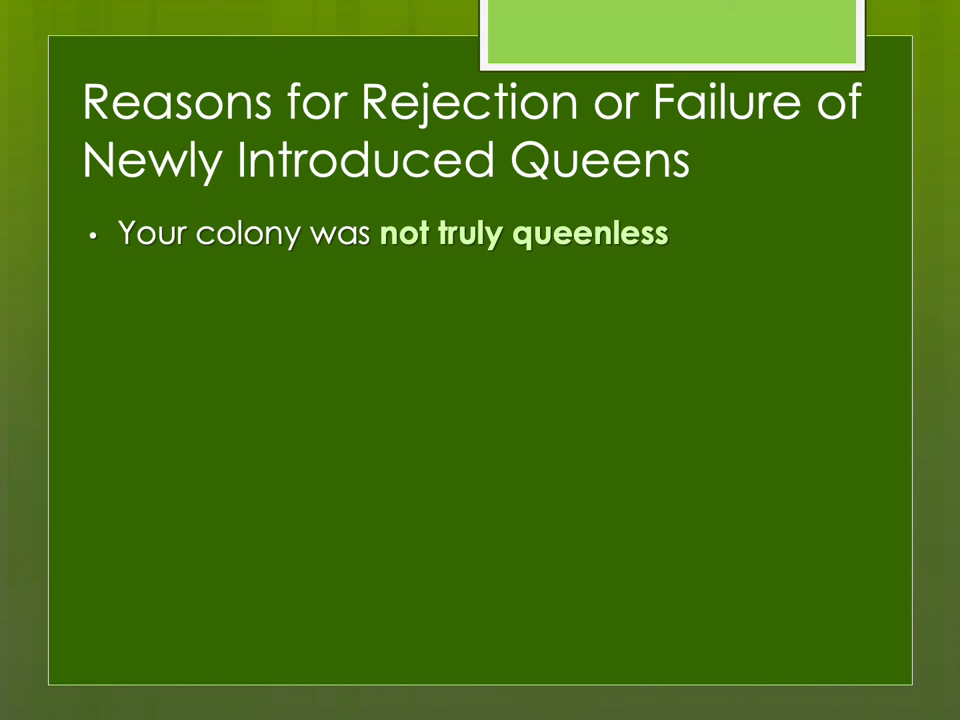 Reasons for Rejection or Failure of
Newly Introduced Queens
• Your colony was not truly queenless